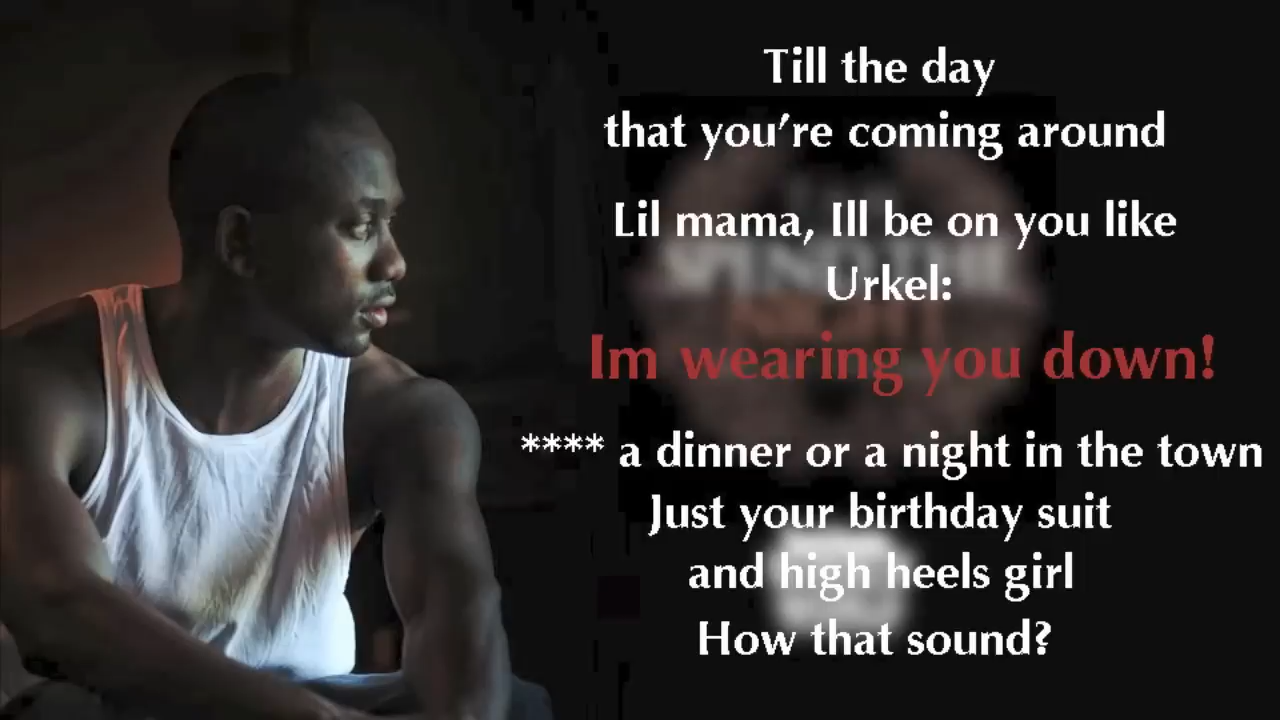 Till the day
that you're coming around
Lil mama, Ill be on you like
Urkel:
Im wearing you down!
**** a dinner or a night in the town
Just your birthday suit
and high heels girl
How that sound?